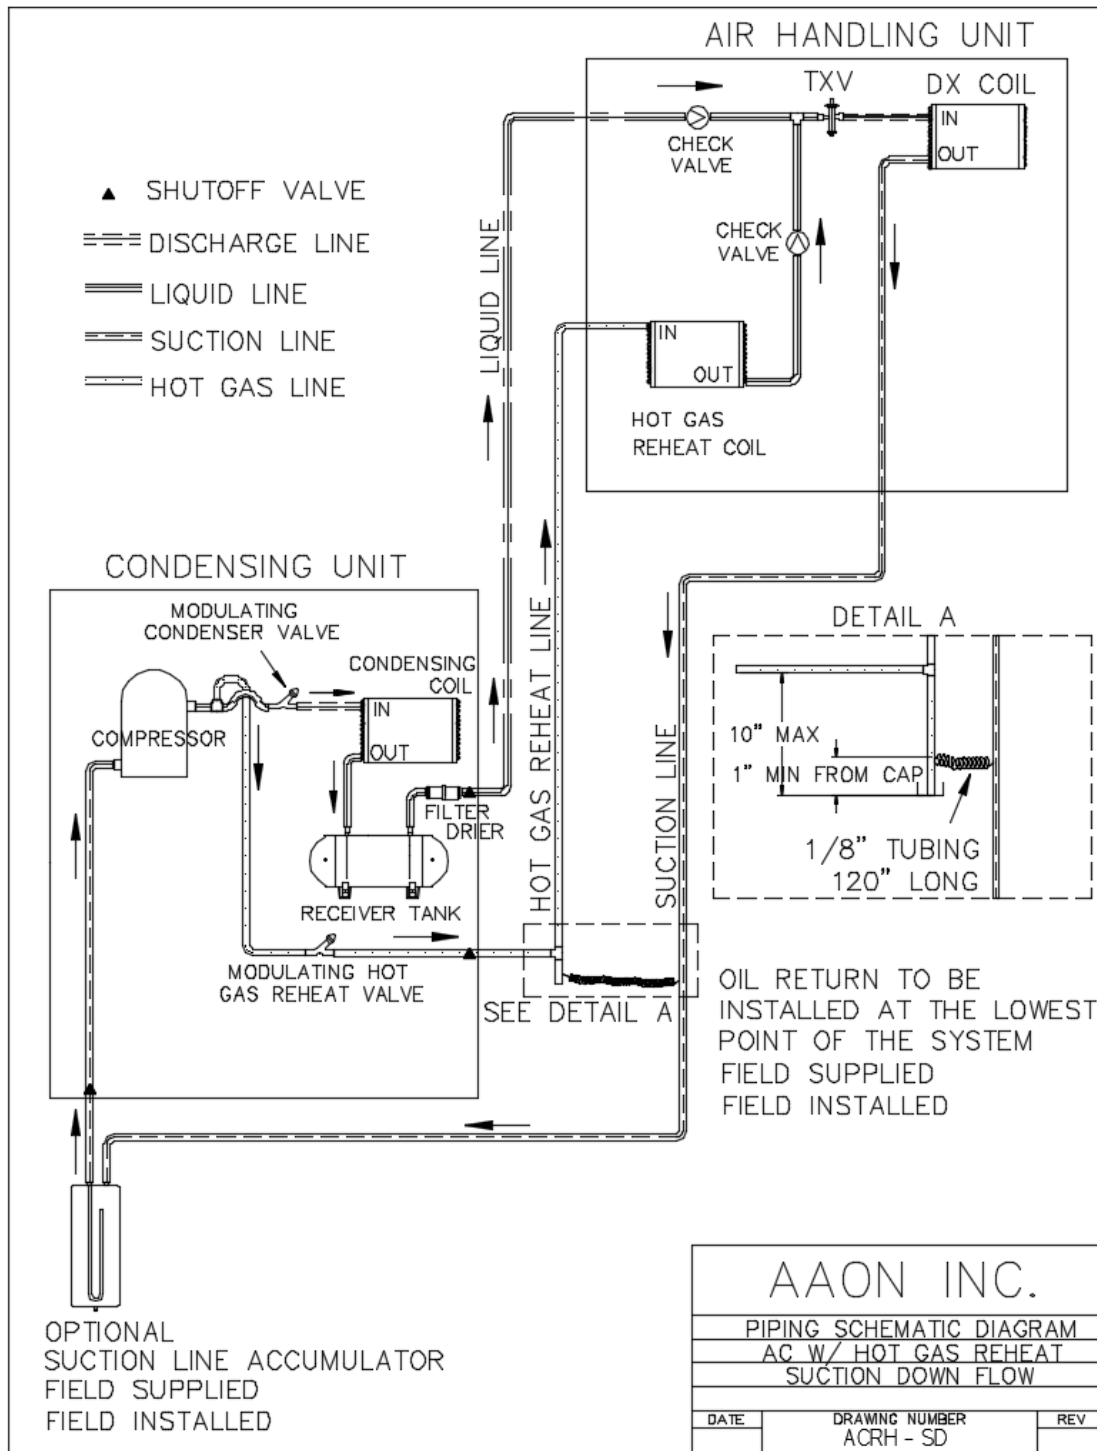 AIR HANDLING UNIT
TXV
DX COIL
IN
OUT
CHECK
VALVE
CHECK
VALVE
IN
OUT
HOT GAS
REHEAT COIL
SHUTOFF VALVE
DISCHARGE LINE
LIQUID LINE
SUCTION LINE
HOT GAS LINE
LIQUID LINE
CONDENSING UNIT
MODULATING
CONDENSER VALVE
CONDENSING
COIL
IN
OUT
COMPRESSOR
FILTER
DRIER
RECEIVER TANK
MODULATING HOT
GAS REHEAT VALVE
HOT GAS REHEAT LINE
SUCTION LINE
SEE DETAIL A
DETAIL A
10" MAX
1" MIN FROM CAP
1/8" TUBING
120" LONG
OIL RETURN TO BE
INSTALLED AT THE LOWEST
POINT OF THE SYSTEM
FIELD SUPPLIED
FIELD INSTALLED
OPTIONAL
SUCTION LINE ACCUMULATOR
FIELD SUPPLIED
FIELD INSTALLED
AAON INC.
PIPING SCHEMATIC DIAGRAM
AC W/ HOT GAS REHEAT
SUCTION DOWN FLOW
DATE
DRAWING NUMBER
ACRH-SD
REV